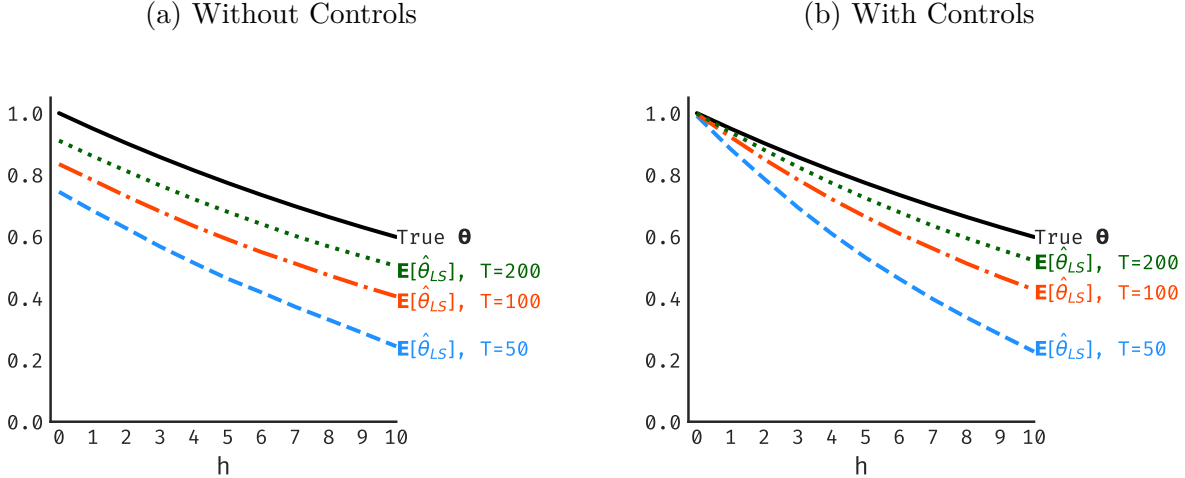 (a) Without Controls
1.0
0.8
0.6
0.4
0.2
0.0
True θ
E[θ̂_LS], T=200
E[θ̂_LS], T=100
E[θ̂_LS], T=50
0 1 2 3 4 5 6 7 8 9 10
h
(b) With Controls
1.0
0.8
0.6
0.4
0.2
0.0
True θ
E[θ̂_LS], T=200
E[θ̂_LS], T=100
E[θ̂_LS], T=50
0 1 2 3 4 5 6 7 8 9 10
h